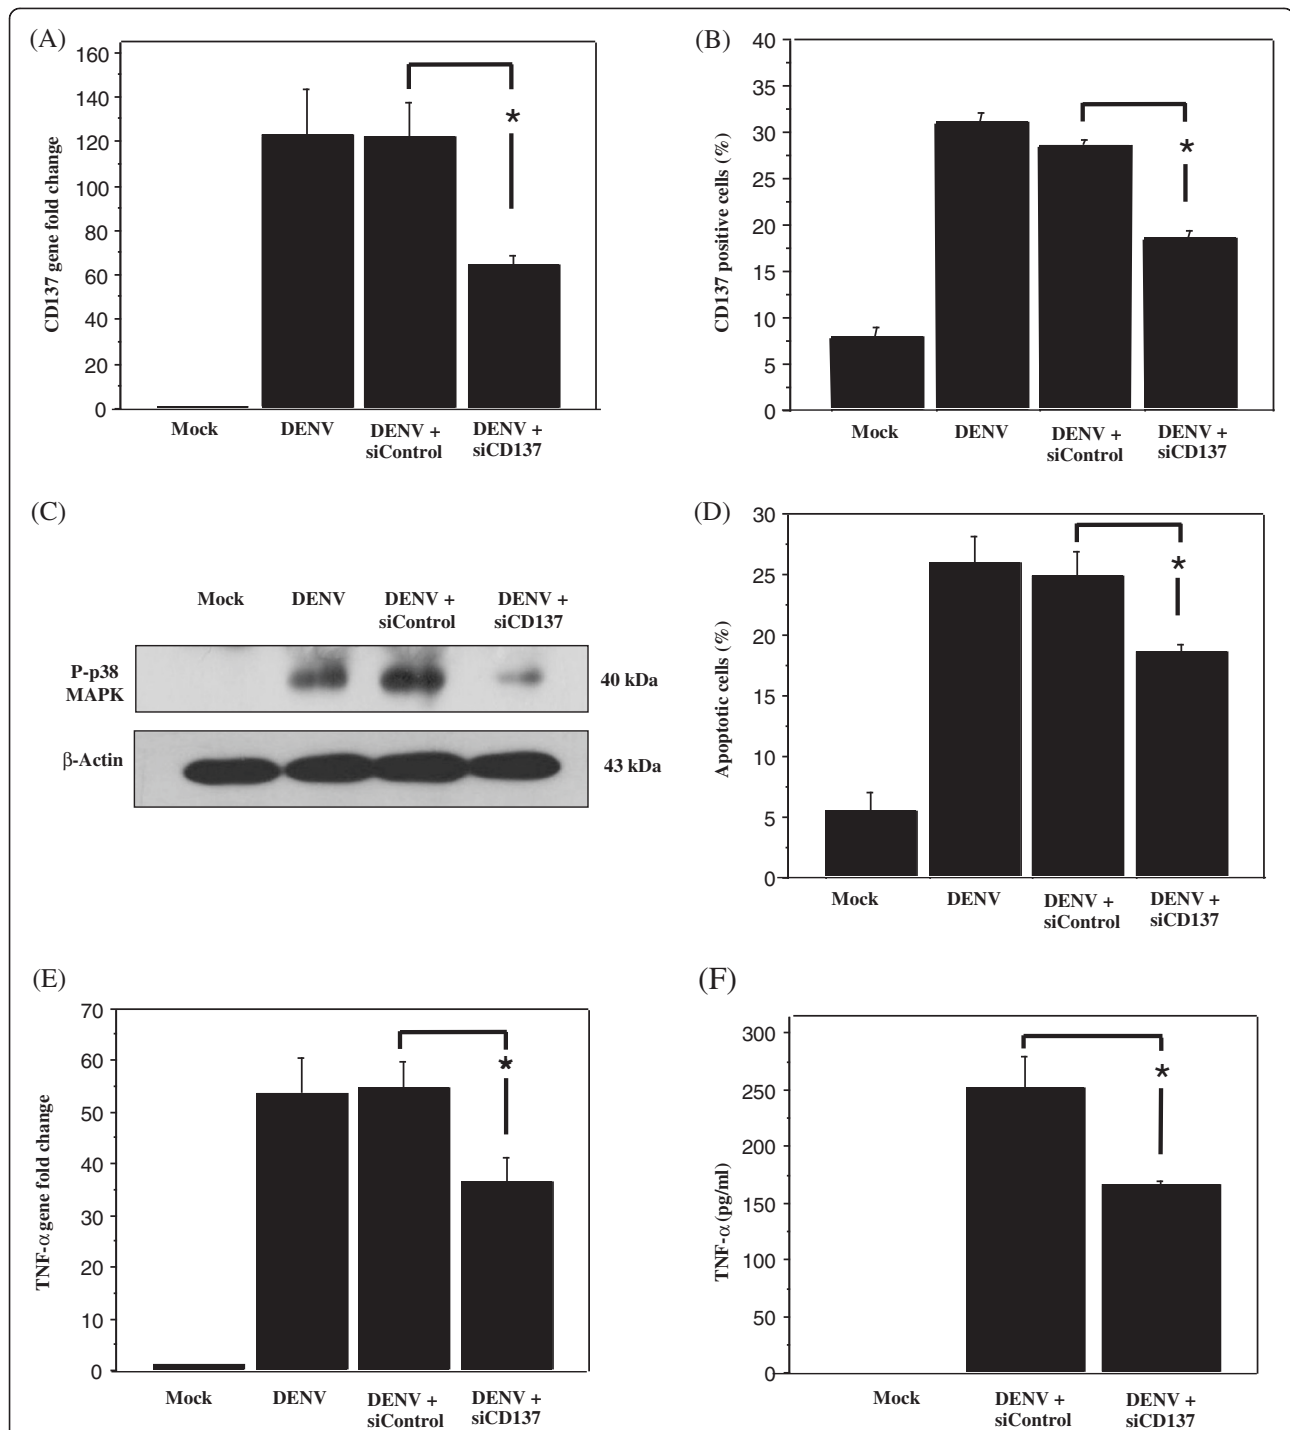 (A)
CD137 gene fold change
160
140
120
100
80
60
40
20
0
*
Mock
DENV
DENV +
siControl
DENV +
siCD137
(B)
CD137 positive cells (%)
40
35
30
25
20
15
10
5
0
*
Mock
DENV
DENV +
siControl
DENV +
siCD137
(C)
Mock
DENV
DENV +
siControl
DENV +
siCD137
P-p38
MAPK
40 kDa
β-Actin
43 kDa
(D)
Apoptotic cells (%)
30
25
20
15
10
5
0
*
Mock
DENV
DENV +
siControl
DENV +
siCD137
(E)
TNF-α gene fold change
70
60
50
40
30
20
10
0
*
Mock
DENV
DENV +
siControl
DENV +
siCD137
(F)
TNF-α (pg/ml)
300
250
200
150
100
50
0
*
Mock
DENV +
siControl
DENV +
siCD137